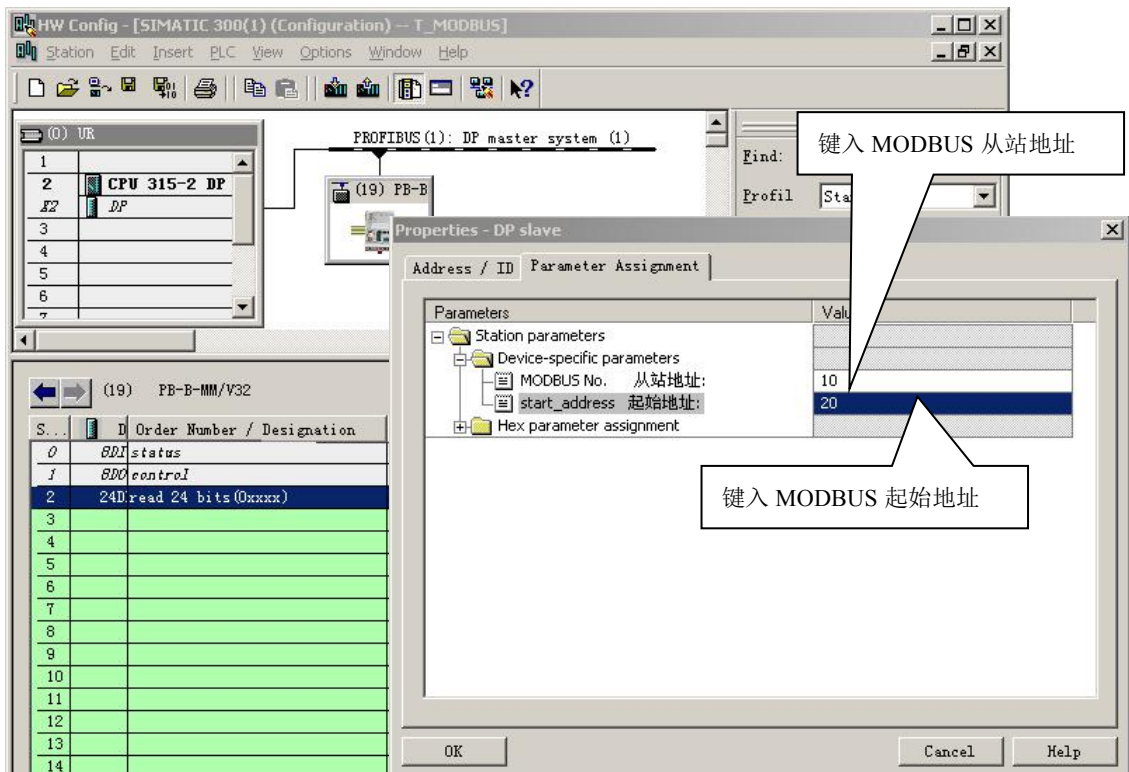 HW Config - [SIMATIC 300(1) (Configuration) -- T_MODBUS]
Station Edit Insert PLC View Options Window Help
(0) UR
1
2 CPU 315-2 DP
X2 DP
3
4
5
6
7
PROFIBUS(1): DP master system (1)
(19) PB-B
Find:
Profil Sta
键入 MODBUS 从站地址
Properties - DP slave
Address / ID Parameter Assignment
Parameters Valu
Station parameters
Device-specific parameters
MODBUS No. 从站地址: 10
start_address 起始地址: 20
Hex parameter assignment
键入 MODBUS 起始地址
OK Cancel Help
(19) PB-B-MM/V32
S... D Order Number / Designation
0 8DI status
1 8DO control
2 24D read 24 bits(0xxxx)
3
4
5
6
7
8
9
10
11
12
13
14